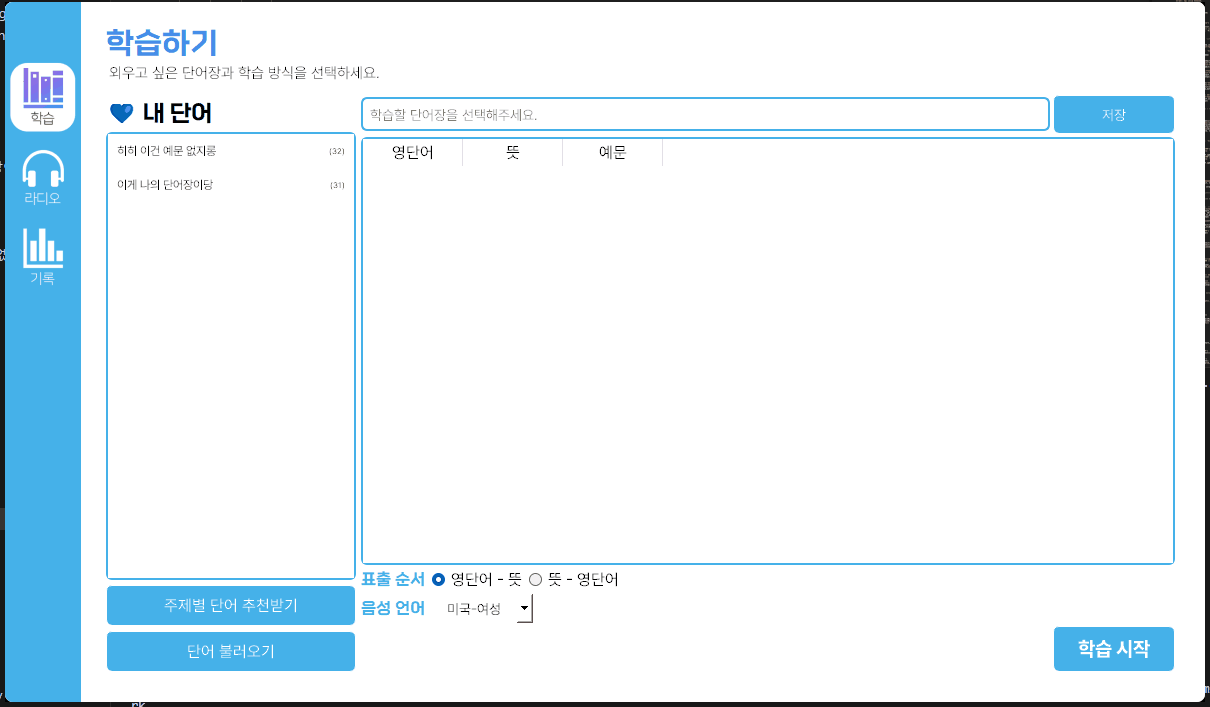 학습하기
외우고 싶은 단어장과 학습 방식을 선택하세요.
학습
라디오
기록
내 단어
히히 이건 예문 없지롱 (32)
이게 나의 단어장이당 (31)
주제별 단어 추천받기
단어 불러오기
학습할 단어장을 선택해주세요. 저장
영단어 뜻 예문
표출 순서 영단어 - 뜻 뜻 - 영단어
음성 언어 미국-여성
학습 시작
rk